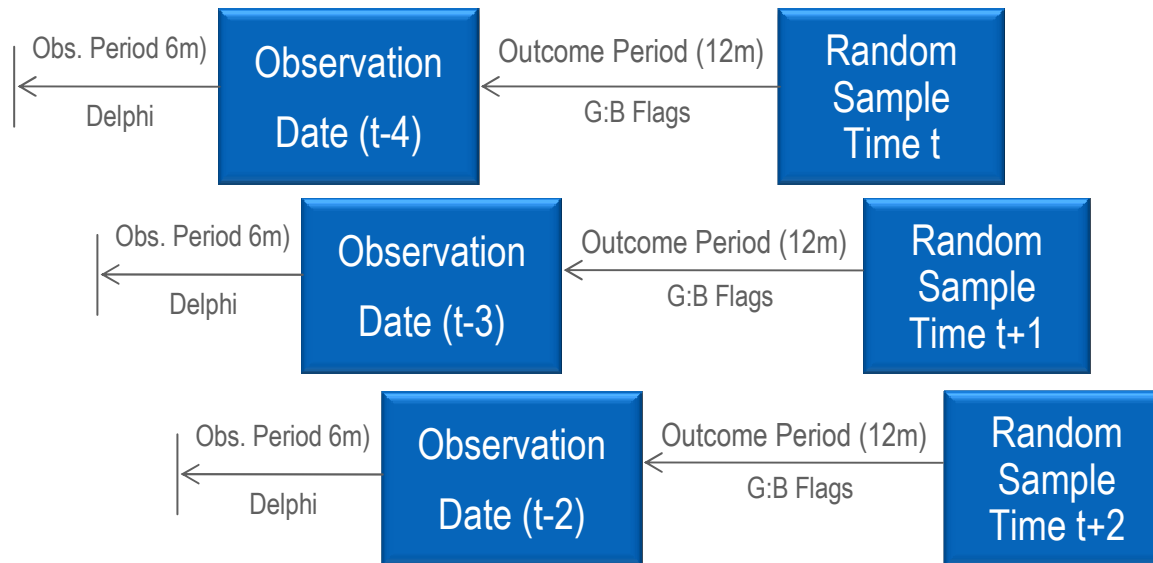 Obs. Period 6m)
Delphi
Observation
Date (t-4)
Outcome Period (12m)
G:B Flags
Random
Sample
Time t
Obs. Period 6m)
Delphi
Observation
Date (t-3)
Outcome Period (12m)
G:B Flags
Random
Sample
Time t+1
Obs. Period 6m)
Delphi
Observation
Date (t-2)
Outcome Period (12m)
G:B Flags
Random
Sample
Time t+2